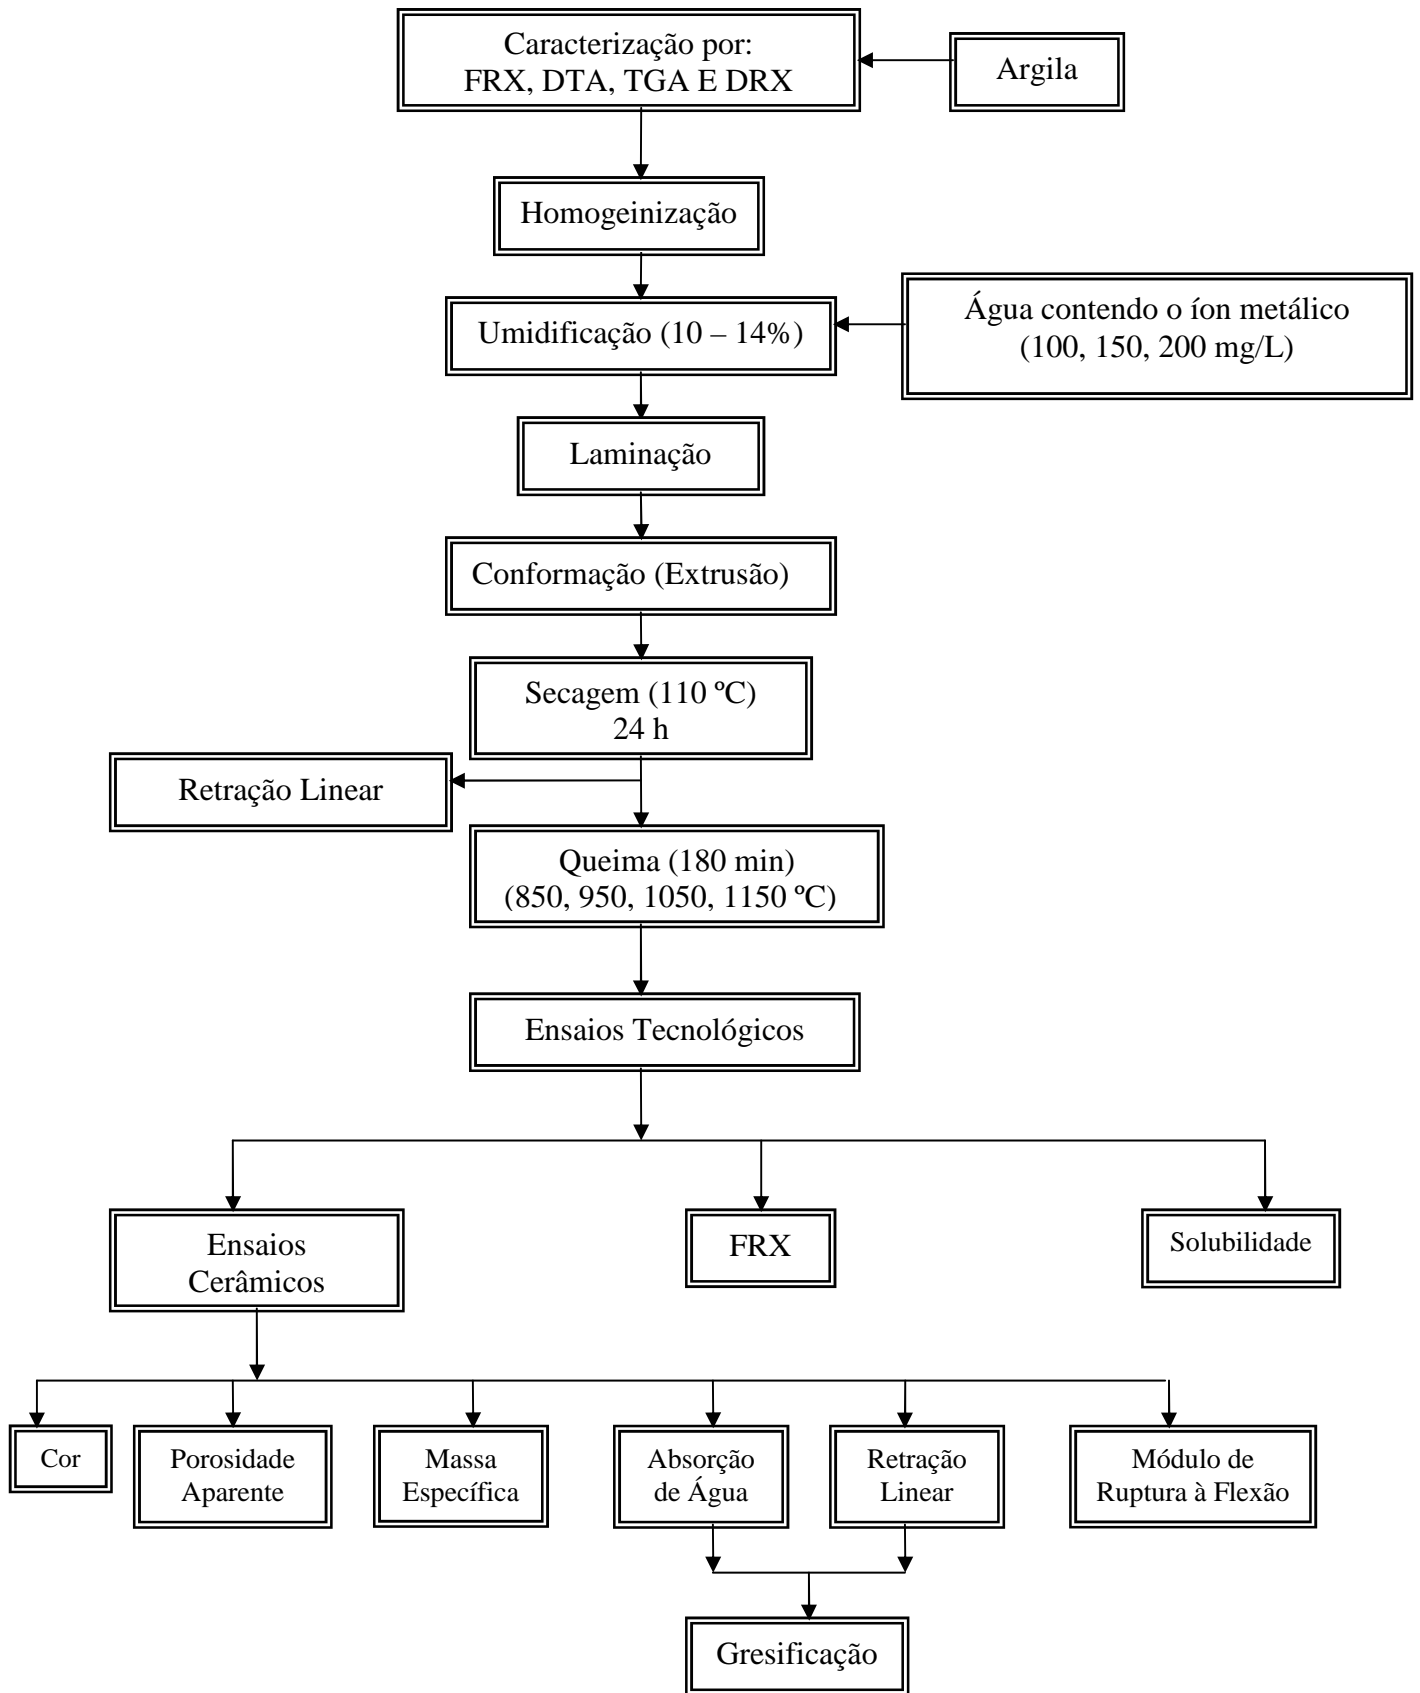 Caracterização por:
FRX, DTA, TGA E DRX
Argila
Homogeinização
Umidificação (10 – 14%)
Água contendo o íon metálico
(100, 150, 200 mg/L)
Laminação
Conformação (Extrusão)
Secagem (110 ºC)
24 h
Retração Linear
Queima (180 min)
(850, 950, 1050, 1150 ºC)
Ensaios Tecnológicos
Ensaios
Cerâmicos
FRX
Solubilidade
Cor
Porosidade
Aparente
Massa
Específica
Absorção
de Água
Retração
Linear
Módulo de
Ruptura à Flexão
Gresificação